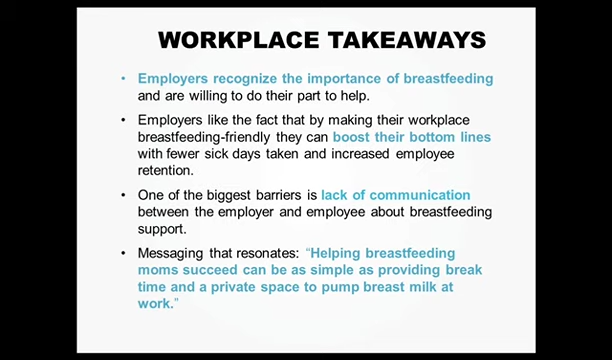 WORKPLACE TAKEAWAYS
• Employers recognize the importance of breastfeeding
and are willing to do their part to help.
• Employers like the fact that by making their workplace
breastfeeding-friendly they can boost their bottom lines
with fewer sick days taken and increased employee
retention.
• One of the biggest barriers is lack of communication
between the employer and employee about breastfeeding
support.
• Messaging that resonates: “Helping breastfeeding
moms succeed can be as simple as providing break
time and a private space to pump breast milk at
work.”